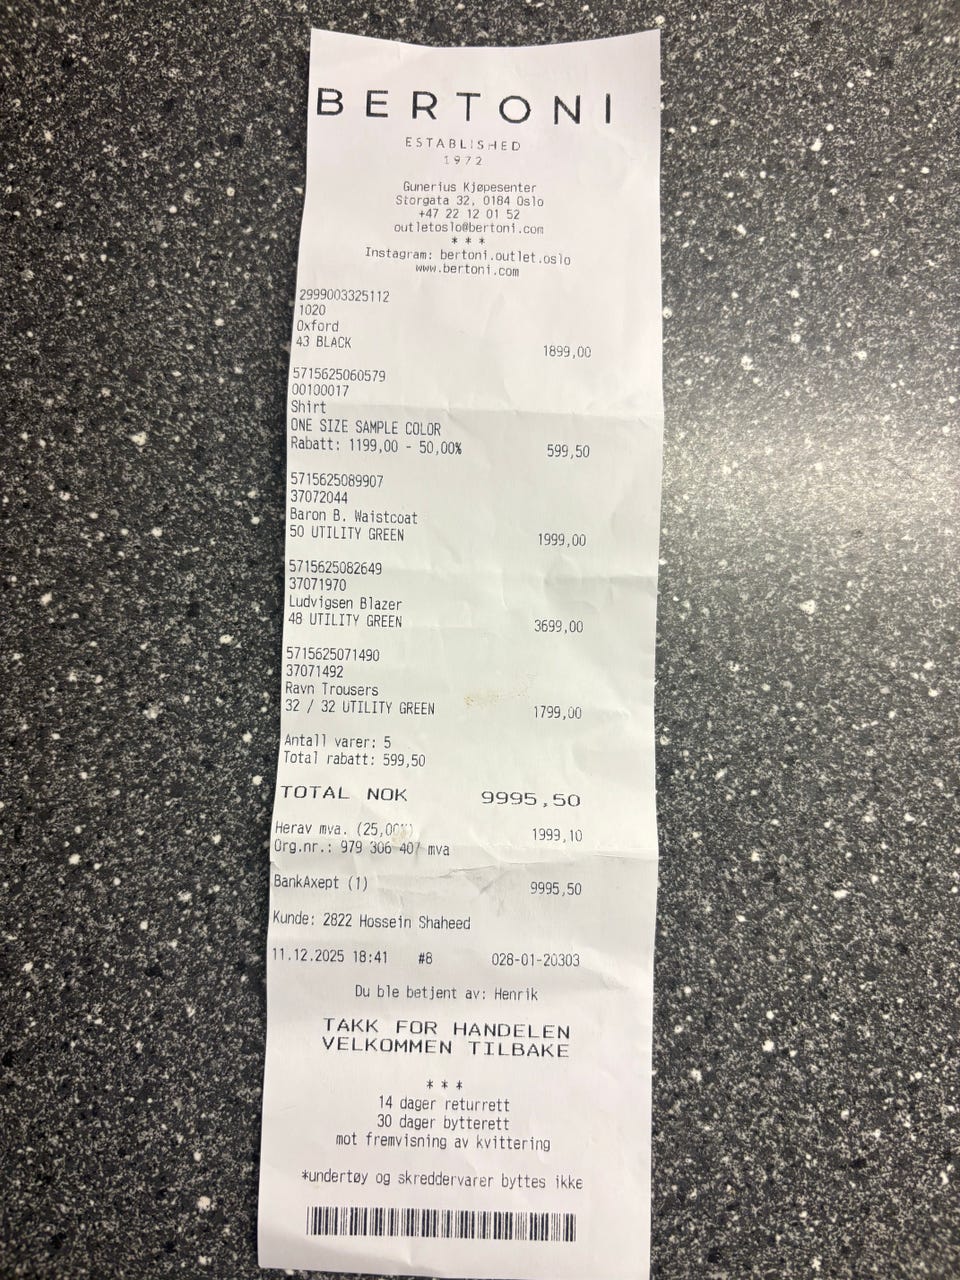 BERTONI
ESTABLISHED
1972
Gunerius Kjøpesenter
Storgata 32, 0184 Oslo
+47 22 12 01 52
outletoslo@bertoni.com
* * *
Instagram: bertoni.outlet.oslo
www.bertoni.com
2999003325112
1020
Oxford
43 BLACK 1899,00
5715625060579
00100017
Shirt
ONE SIZE SAMPLE COLOR
Rabatt: 1199,00 - 50,00% 599,50
5715625089907
37072044
Baron B. Waistcoat
50 UTILITY GREEN 1999,00
5715625082649
37071970
Ludvigsen Blazer
48 UTILITY GREEN 3699,00
5715625071490
37071492
Ravn Trousers
32 / 32 UTILITY GREEN 1799,00
Antall varer: 5
Total rabatt: 599,50
TOTAL NOK 9995,50
Herav mva. (25,00%) 1999,10
Org.nr.: 979 306 407 mva
BankAxept (1) 9995,50
Kunde: 2822 Hossein Shaheed
11.12.2025 18:41 #8 028-01-20303
Du ble betjent av: Henrik
TAKK FOR HANDELEN
VELKOMMEN TILBAKE
* * *
14 dager returrett
30 dager bytterett
mot fremvisning av kvittering
*undertøy og skreddervarer byttes ikke